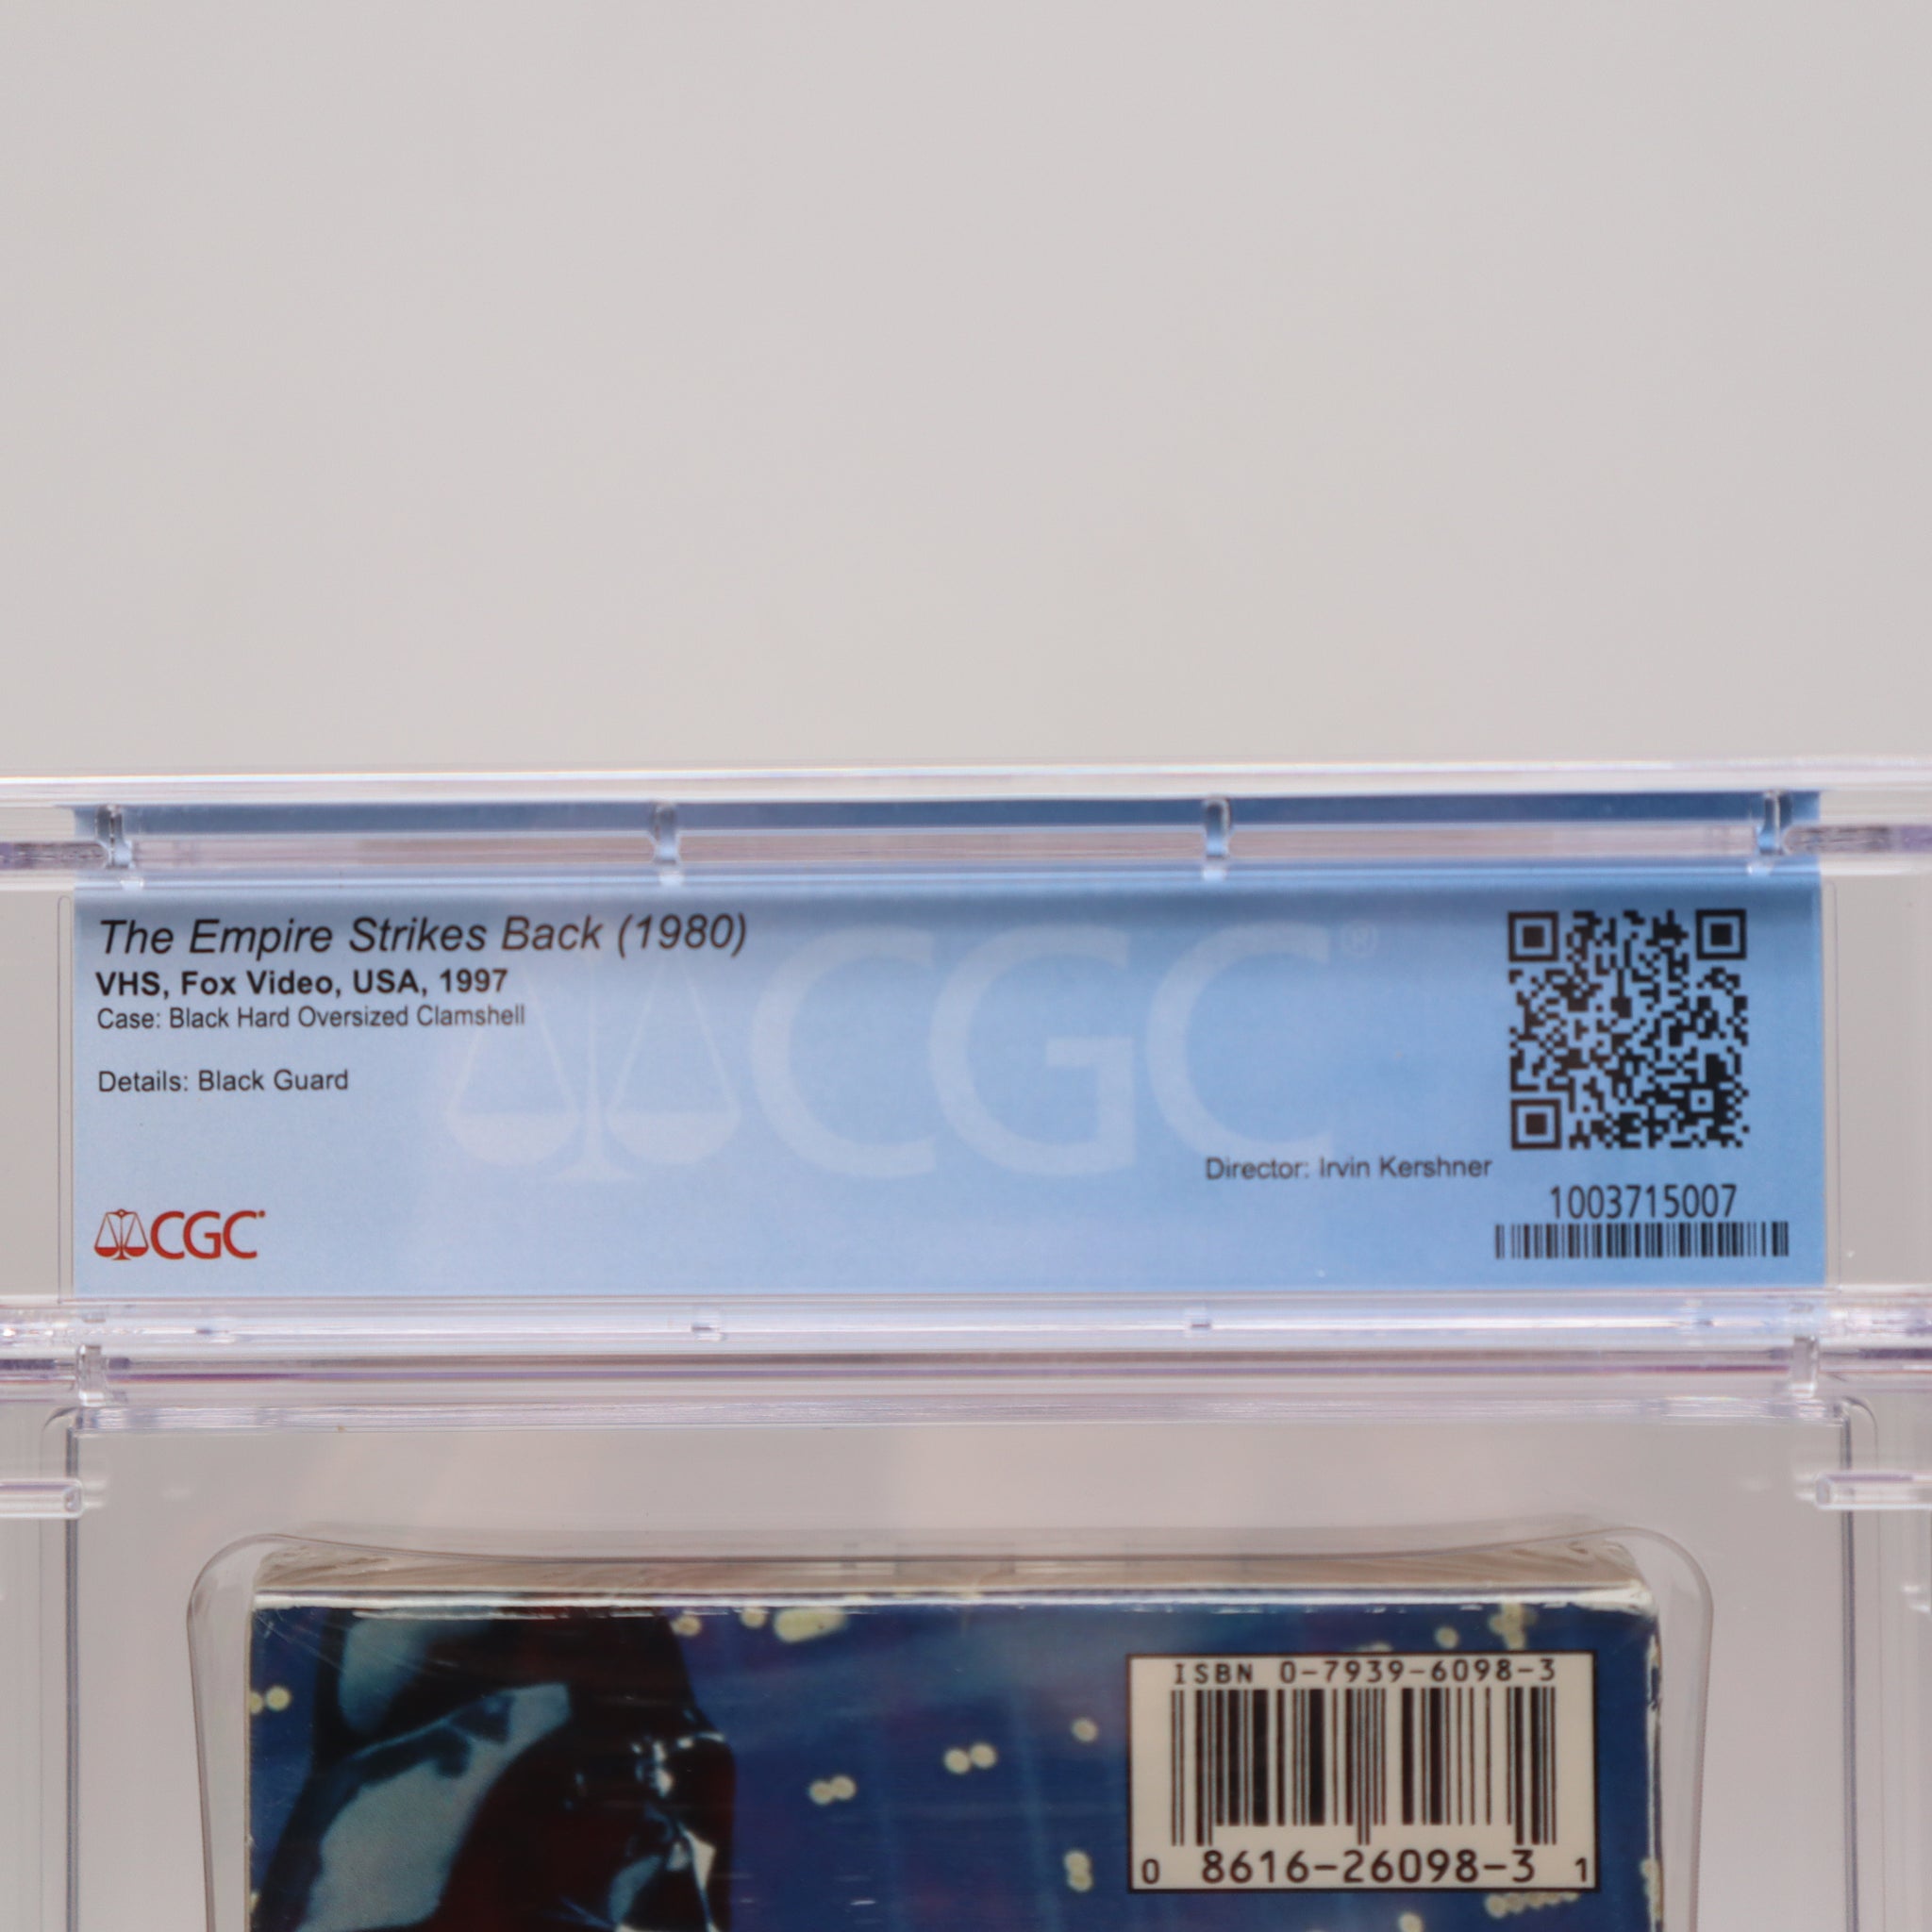 The Empire Strikes Back (1980)
VHS, Fox Video, USA, 1997
Case: Black Hard Oversized Clamshell
Details: Black Guard
CGC®
Director: Irvin Kershner
1003715007
CGC
ISBN 0-7939-6098-3
0 8616-26098-3 1